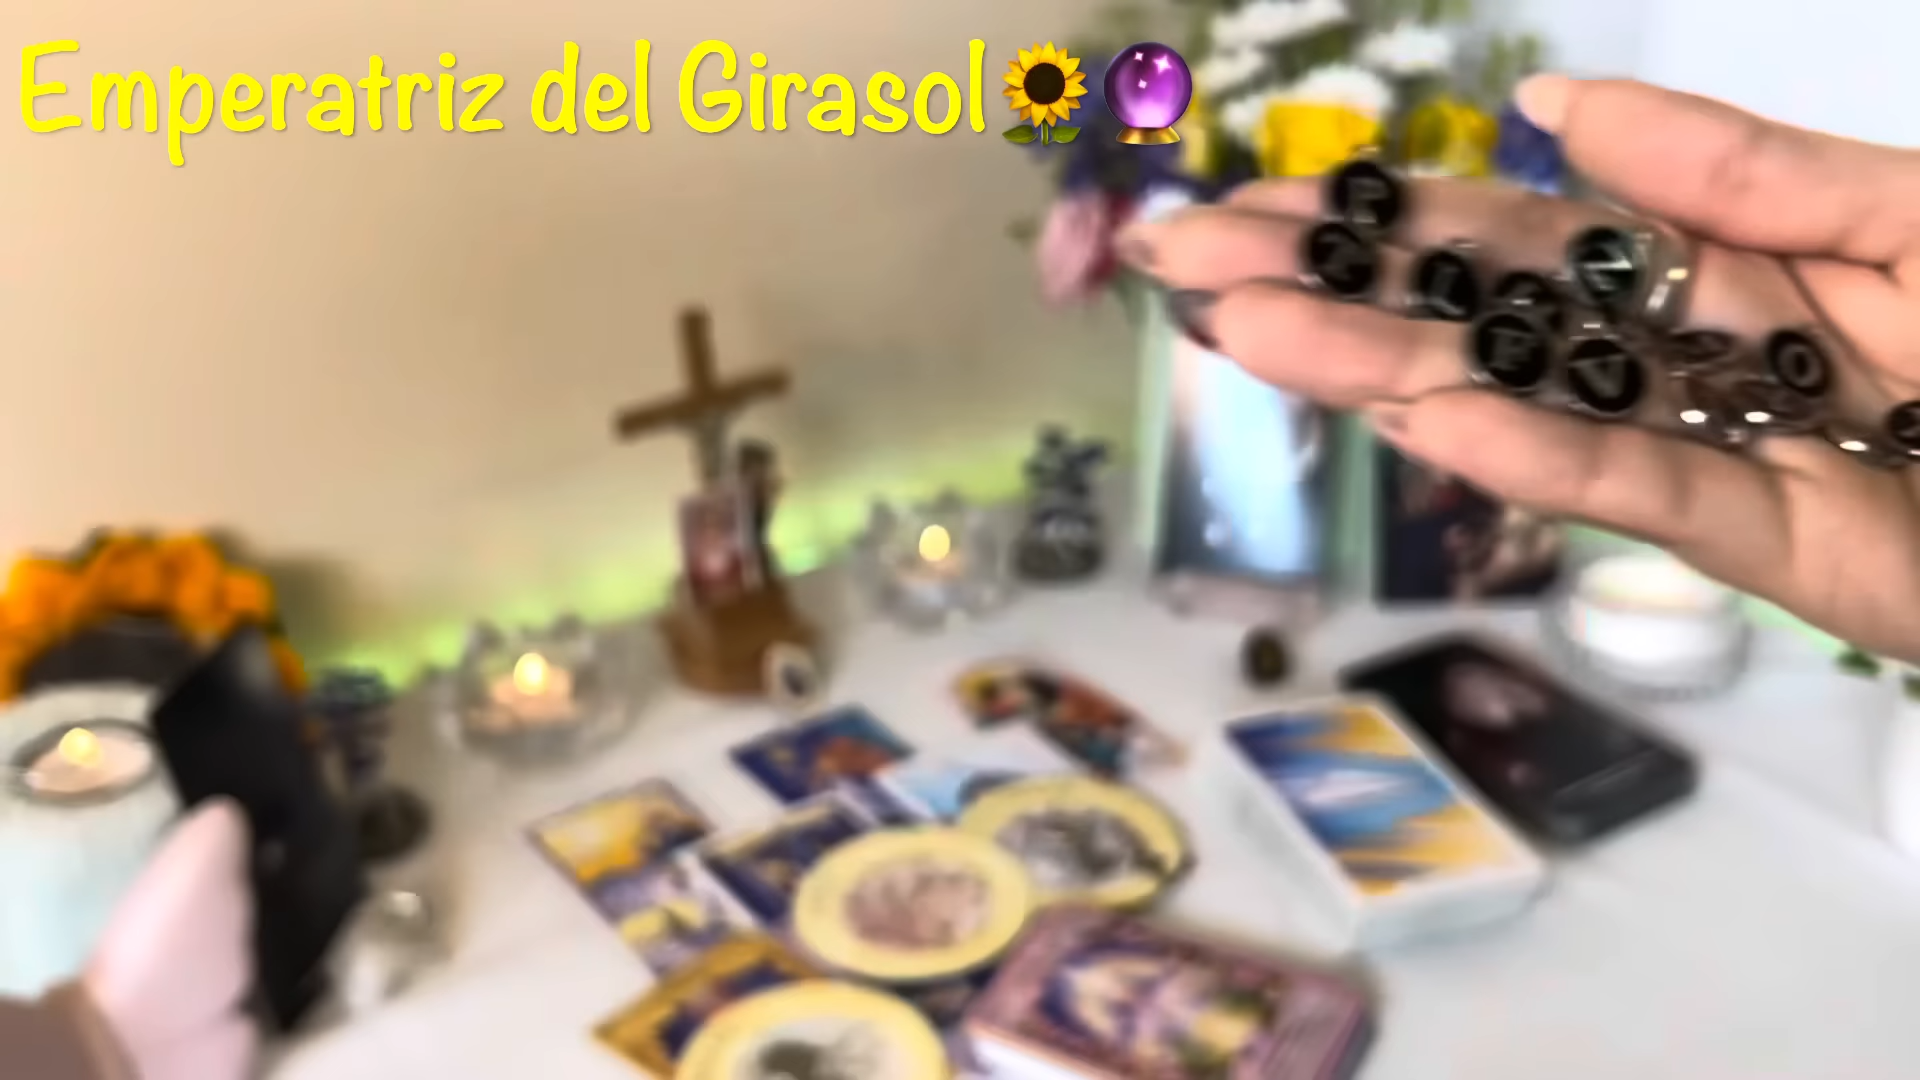 Emperatriz del Girasol🌻🔮
P
Z
L
F
V
O